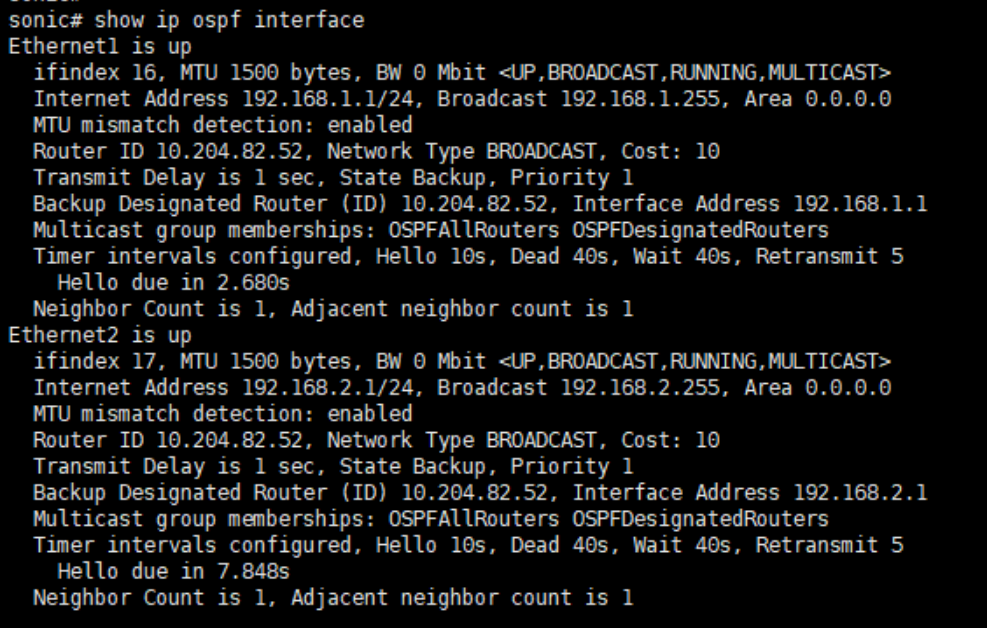 sonic# show ip ospf interface
Ethernet1 is up
  ifindex 16, MTU 1500 bytes, BW 0 Mbit <UP,BROADCAST,RUNNING,MULTICAST>
  Internet Address 192.168.1.1/24, Broadcast 192.168.1.255, Area 0.0.0.0
  MTU mismatch detection: enabled
  Router ID 10.204.82.52, Network Type BROADCAST, Cost: 10
  Transmit Delay is 1 sec, State Backup, Priority 1
  Backup Designated Router (ID) 10.204.82.52, Interface Address 192.168.1.1
  Multicast group memberships: OSPFAllRouters OSPFDesignatedRouters
  Timer intervals configured, Hello 10s, Dead 40s, Wait 40s, Retransmit 5
    Hello due in 2.680s
  Neighbor Count is 1, Adjacent neighbor count is 1
Ethernet2 is up
  ifindex 17, MTU 1500 bytes, BW 0 Mbit <UP,BROADCAST,RUNNING,MULTICAST>
  Internet Address 192.168.2.1/24, Broadcast 192.168.2.255, Area 0.0.0.0
  MTU mismatch detection: enabled
  Router ID 10.204.82.52, Network Type BROADCAST, Cost: 10
  Transmit Delay is 1 sec, State Backup, Priority 1
  Backup Designated Router (ID) 10.204.82.52, Interface Address 192.168.2.1
  Multicast group memberships: OSPFAllRouters OSPFDesignatedRouters
  Timer intervals configured, Hello 10s, Dead 40s, Wait 40s, Retransmit 5
    Hello due in 7.848s
  Neighbor Count is 1, Adjacent neighbor count is 1